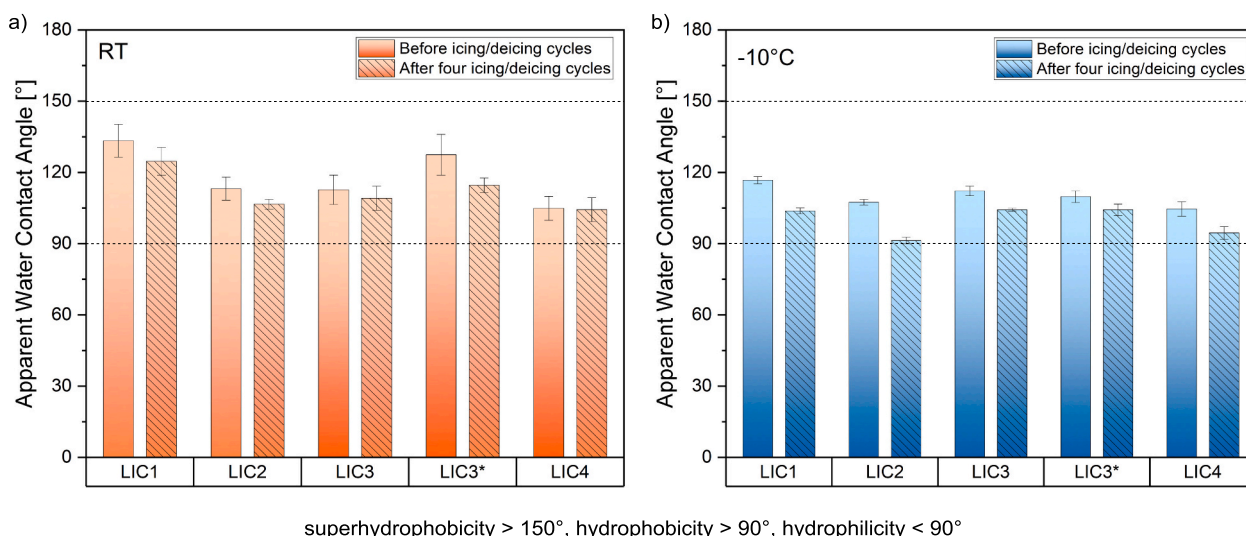 a)
RT
Before icing/deicing cycles
After four icing/deicing cycles
Apparent Water Contact Angle [°]
180
150
120
90
60
30
0
LIC1 LIC2 LIC3 LIC3* LIC4
b)
-10°C
Before icing/deicing cycles
After four icing/deicing cycles
Apparent Water Contact Angle [°]
180
150
120
90
60
30
0
LIC1 LIC2 LIC3 LIC3* LIC4
superhydrophobicity > 150°, hydrophobicity > 90°, hydrophilicity < 90°